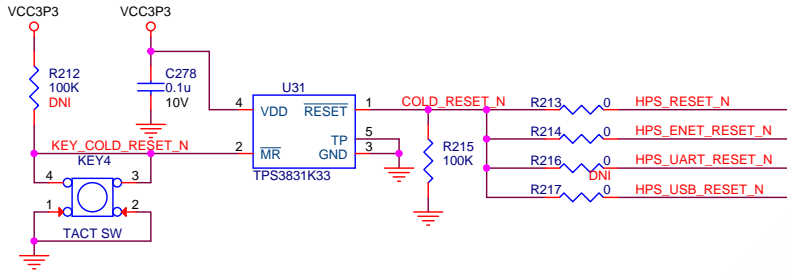 VCC3P3
VCC3P3
R212
100K
DNI
C278
0.1u
10V
U31
4
VDD
RESET
1
COLD_RESET_N
R213
0
HPS_RESET_N
KEY_COLD_RESET_N
2
MR
TP
5
GND
3
TPS3831K33
R215
100K
R214
0
HPS_ENET_RESET_N
R216
0
DNI
HPS_UART_RESET_N
R217
0
HPS_USB_RESET_N
KEY4
4
3
1
2
TACT SW